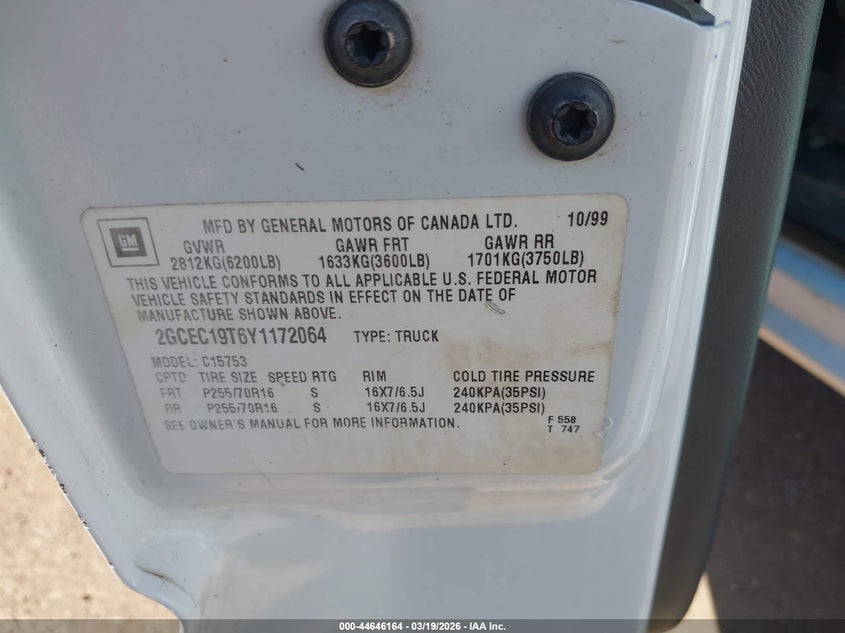 GM
MFD BY GENERAL MOTORS OF CANADA LTD. 10/99
GVWR GAWR FRT GAWR RR
2812KG(6200LB) 1633KG(3600LB) 1701KG(3750LB)
THIS VEHICLE CONFORMS TO ALL APPLICABLE U.S. FEDERAL MOTOR
VEHICLE SAFETY STANDARDS IN EFFECT ON THE DATE OF
MANUFACTURE SHOWN ABOVE.
2GCEC19T6Y1172064 TYPE: TRUCK
MODEL: C15753
CPTD TIRE SIZE SPEED RTG RIM COLD TIRE PRESSURE
FRT P255/70R16 S 16X7/6.5J 240KPA(35PSI)
RR P255/70R16 S 16X7/6.5J 240KPA(35PSI)
SEE OWNER'S MANUAL FOR MORE INFORMATION.
F 558
T 747
000-44646164 — 03/19/2026 — IAA Inc.